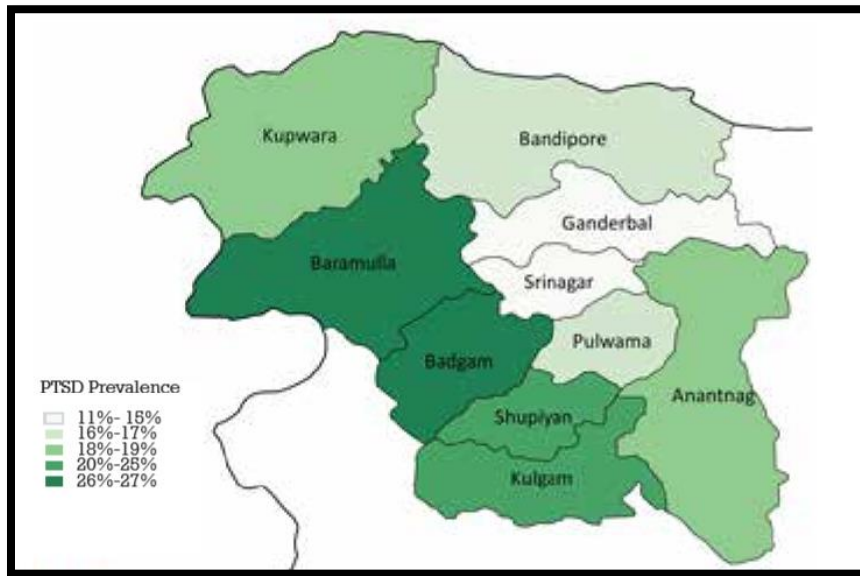 Kupwara
Bandipore
Ganderbal
Baramulla
Srinagar
Pulwama
Badgam
Anantnag
Shupiyan
Kulgam
PTSD Prevalence
11%- 15%
16%-17%
18%-19%
20%-25%
26%-27%